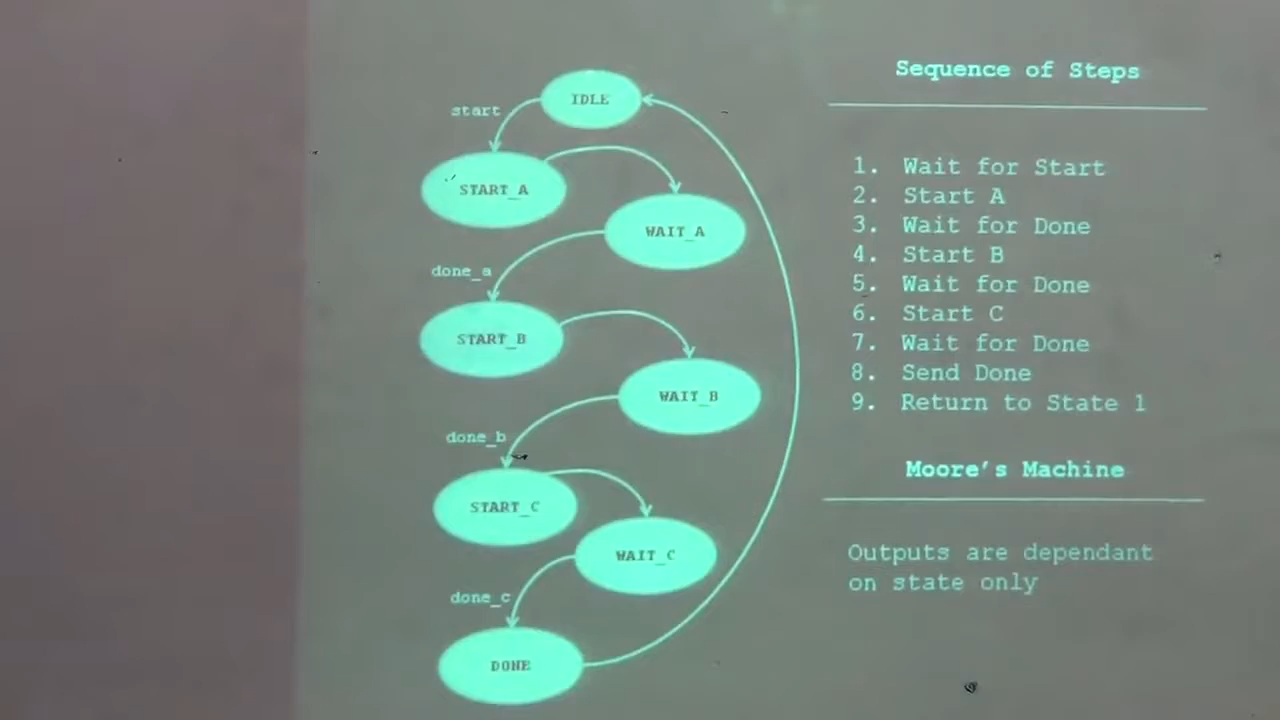 Sequence of Steps
IDLE
start
START_A
WAIT_A
done_a
START_B
WAIT_B
done_b
START_C
WAIT_C
done_c
DONE
1. Wait for Start
2. Start A
3. Wait for Done
4. Start B
5. Wait for Done
6. Start C
7. Wait for Done
8. Send Done
9. Return to State 1
Moore's Machine
Outputs are dependant
on state only